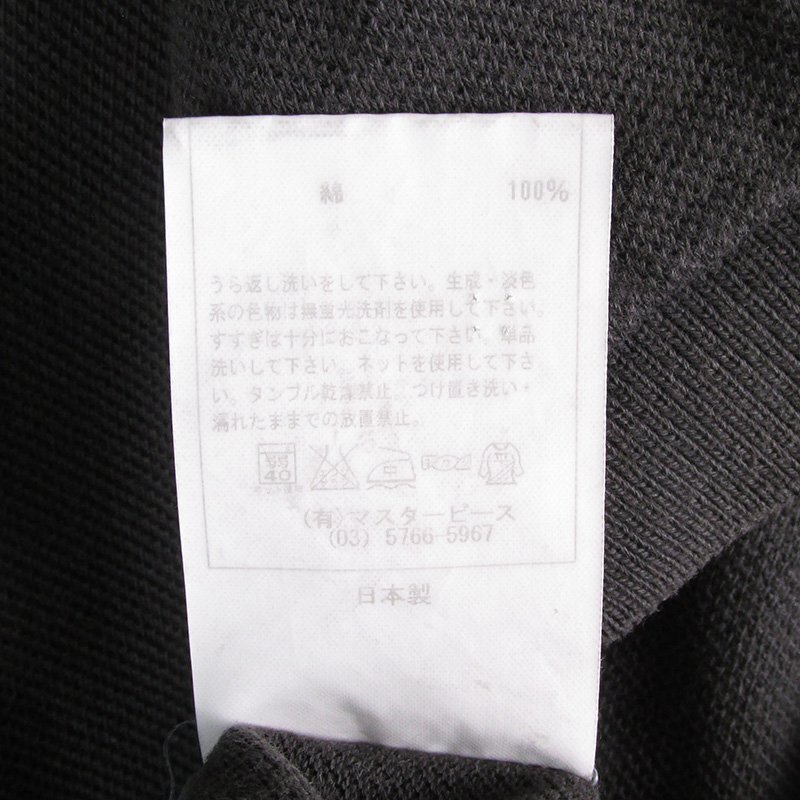 綿 100%
うら返し洗いをして下さい。生成・淡色
系の色物は無蛍光洗剤を使用して下さい。
すすぎは十分におこなって下さい。単品
洗いして下さい。ネットを使用して下さ
い。タンブル乾燥禁止。つけ置き洗い・
濡れたままでの放置禁止。
40 中
(有)マスターピース
(03) 5766-5967
日本製